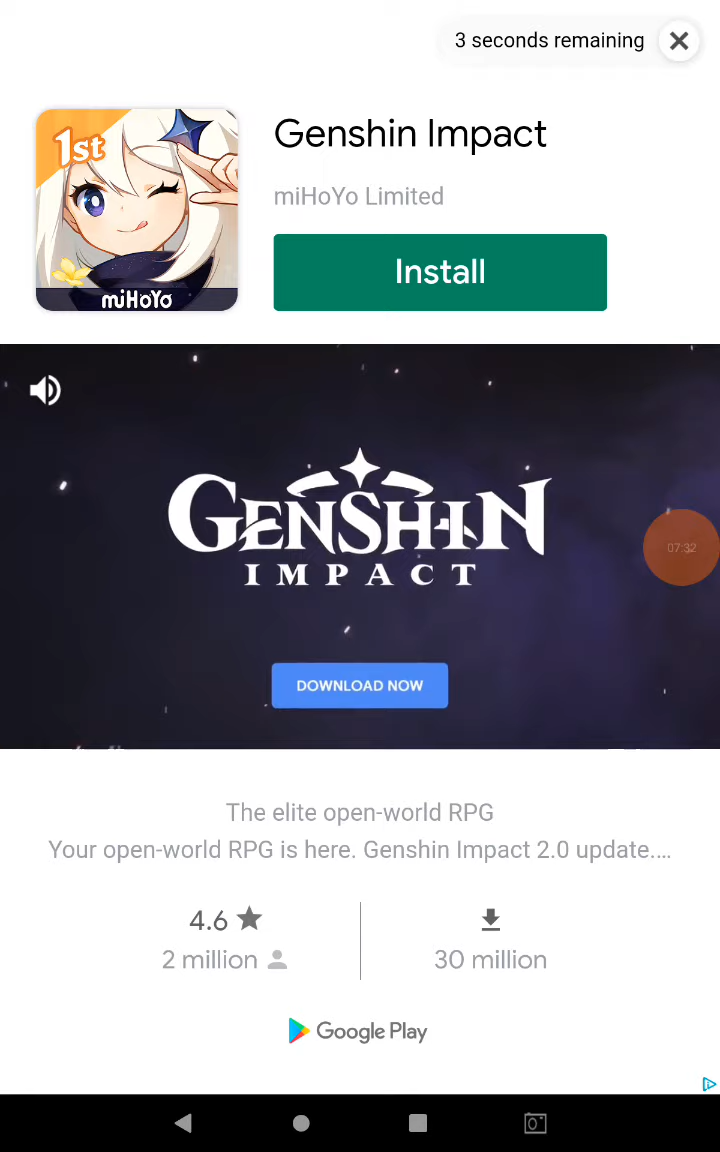 3 seconds remaining
1st
miHoYo
Genshin Impact
miHoYo Limited
Install
GENSHIN
IMPACT
07:32
DOWNLOAD NOW
The elite open-world RPG
Your open-world RPG is here. Genshin Impact 2.0 update....
4.6
2 million
30 million
Google Play